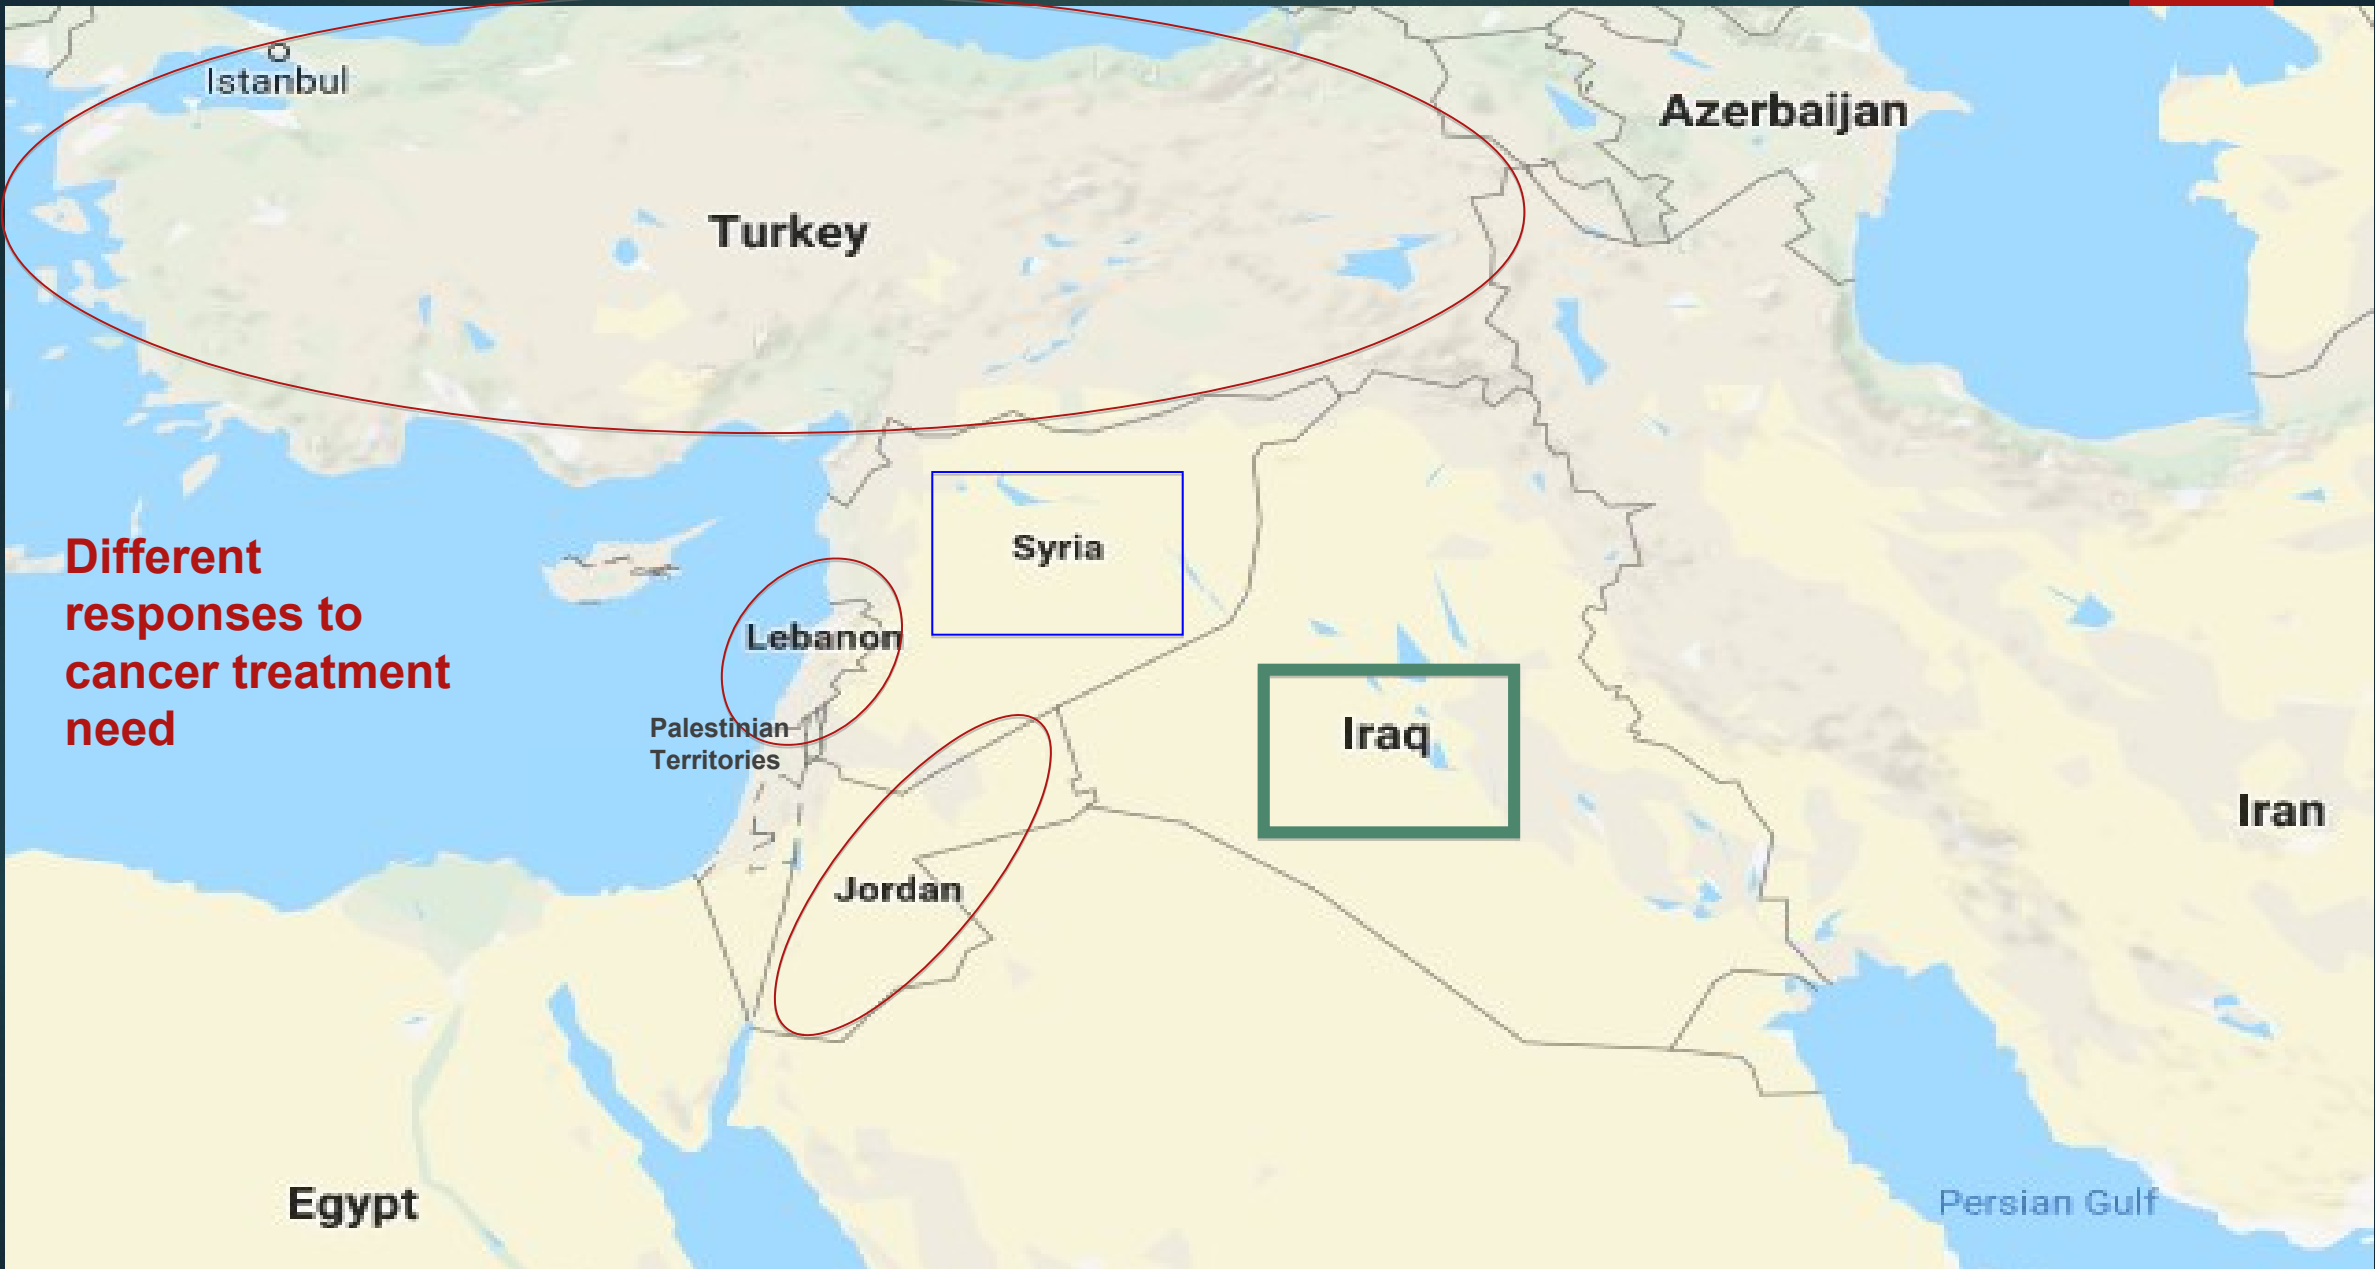 Istanbul
Azerbaijan
Turkey
Syria
Different
responses to
cancer treatment
need
Lebanon
Palestinian
Territories
Iraq
Iran
Jordan
Egypt
Persian Gulf